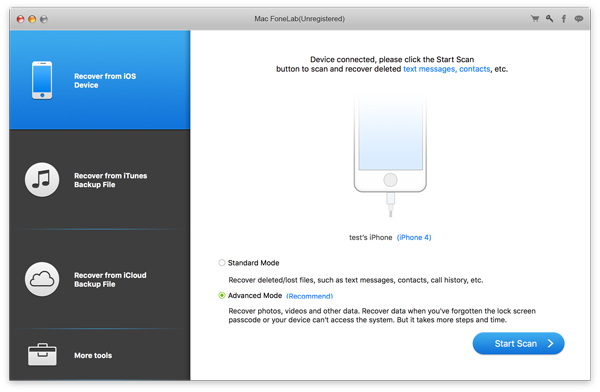 Mac FoneLab(Unregistered)
Recover from iOS
Device
Recover from iTunes
Backup File
Recover from iCloud
Backup File
More tools
Device connected, please click the Start Scan
button to scan and recover deleted text messages, contacts, etc.
test's iPhone (iPhone 4)
Standard Mode
Recover deleted/lost files, such as text messages, contacts, call history, etc.
Advanced Mode (Recommend)
Recover photos, videos and other data. Recover data when you've forgotten the lock screen
passcode or your device can't access the system. But it takes more steps and time.
Start Scan